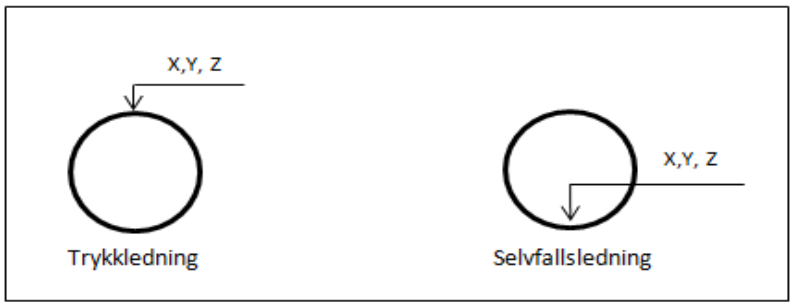 X,Y, Z
X,Y, Z
Trykkledning
Selvfallsledning